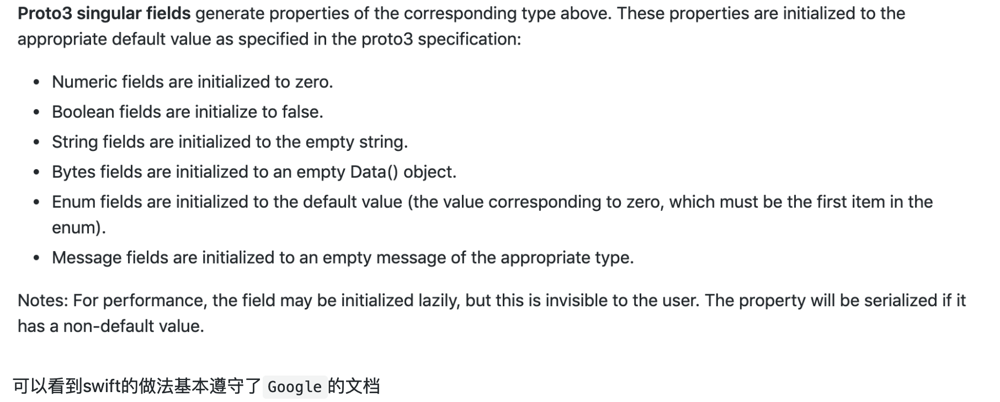 Proto3 singular fields generate properties of the corresponding type above. These properties are initialized to the
appropriate default value as specified in the proto3 specification:
• Numeric fields are initialized to zero.
• Boolean fields are initialize to false.
• String fields are initialized to the empty string.
• Bytes fields are initialized to an empty Data() object.
• Enum fields are initialized to the default value (the value corresponding to zero, which must be the first item in the
enum).
• Message fields are initialized to an empty message of the appropriate type.
Notes: For performance, the field may be initialized lazily, but this is invisible to the user. The property will be serialized if it
has a non-default value.
可以看到swift的做法基本遵守了 Google 的文档